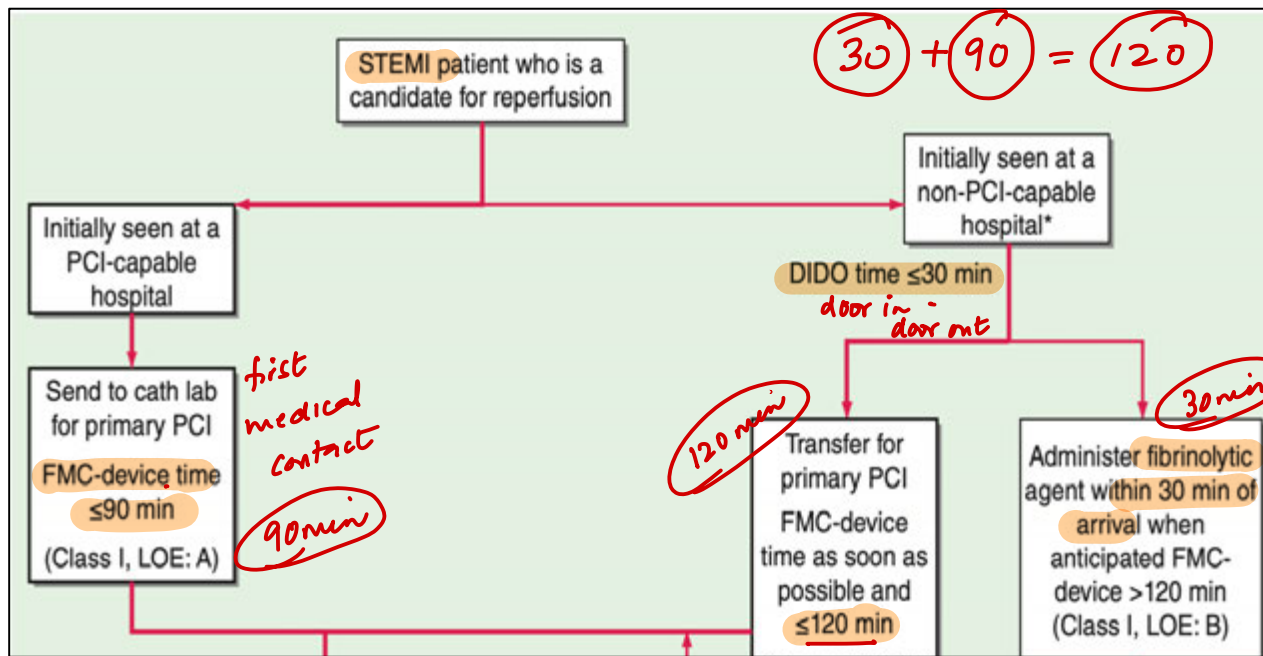 30 + 90 = 120
STEMI patient who is a
candidate for reperfusion
Initially seen at a
non-PCI-capable
hospital*
Initially seen at a
PCI-capable
hospital
DIDO time ≤30 min
door in -
door out
Send to cath lab
for primary PCI
FMC-device time
≤90 min
(Class I, LOE: A)
fist
medical
contact
90min
120 min
Transfer for
primary PCI
FMC-device
time as soon as
possible and
≤120 min
30min
Administer fibrinolytic
agent within 30 min of
arrival when
anticipated FMC-
device >120 min
(Class I, LOE: B)